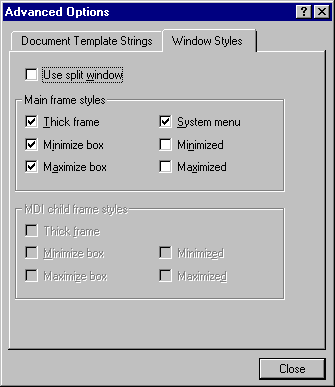 Advanced Options
Document Template Strings Window Styles
Use split window
Main frame styles
Thick frame System menu
Minimize box Minimized
Maximize box Maximized
MDI child frame styles
Thick frame
Minimize box Minimized
Maximize box Maximized
Close